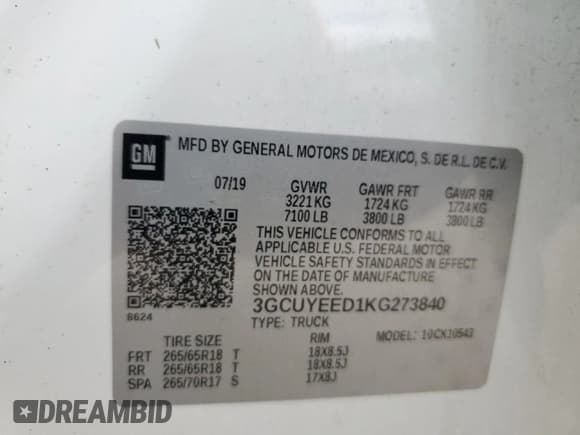 GM MFD BY GENERAL MOTORS DE MEXICO, S. DE R.L. DE C.V.
07/19 GVWR GAWR FRT GAWR RR
3221 KG 1724 KG 1724 KG
7100 LB 3800 LB 3800 LB
THIS VEHICLE CONFORMS TO ALL
APPLICABLE U.S. FEDERAL MOTOR
VEHICLE SAFETY STANDARDS IN EFFECT
ON THE DATE OF MANUFACTURE
SHOWN ABOVE.
8624 3GCUYEED1KG273840
TYPE: TRUCK MODEL: 10CK10543
TIRE SIZE RIM
FRT 265/65R18 T 18X8.5J
RR 265/65R18 T 18X8.5J
SPA 265/70R17 S 17X8J
DREAMBID